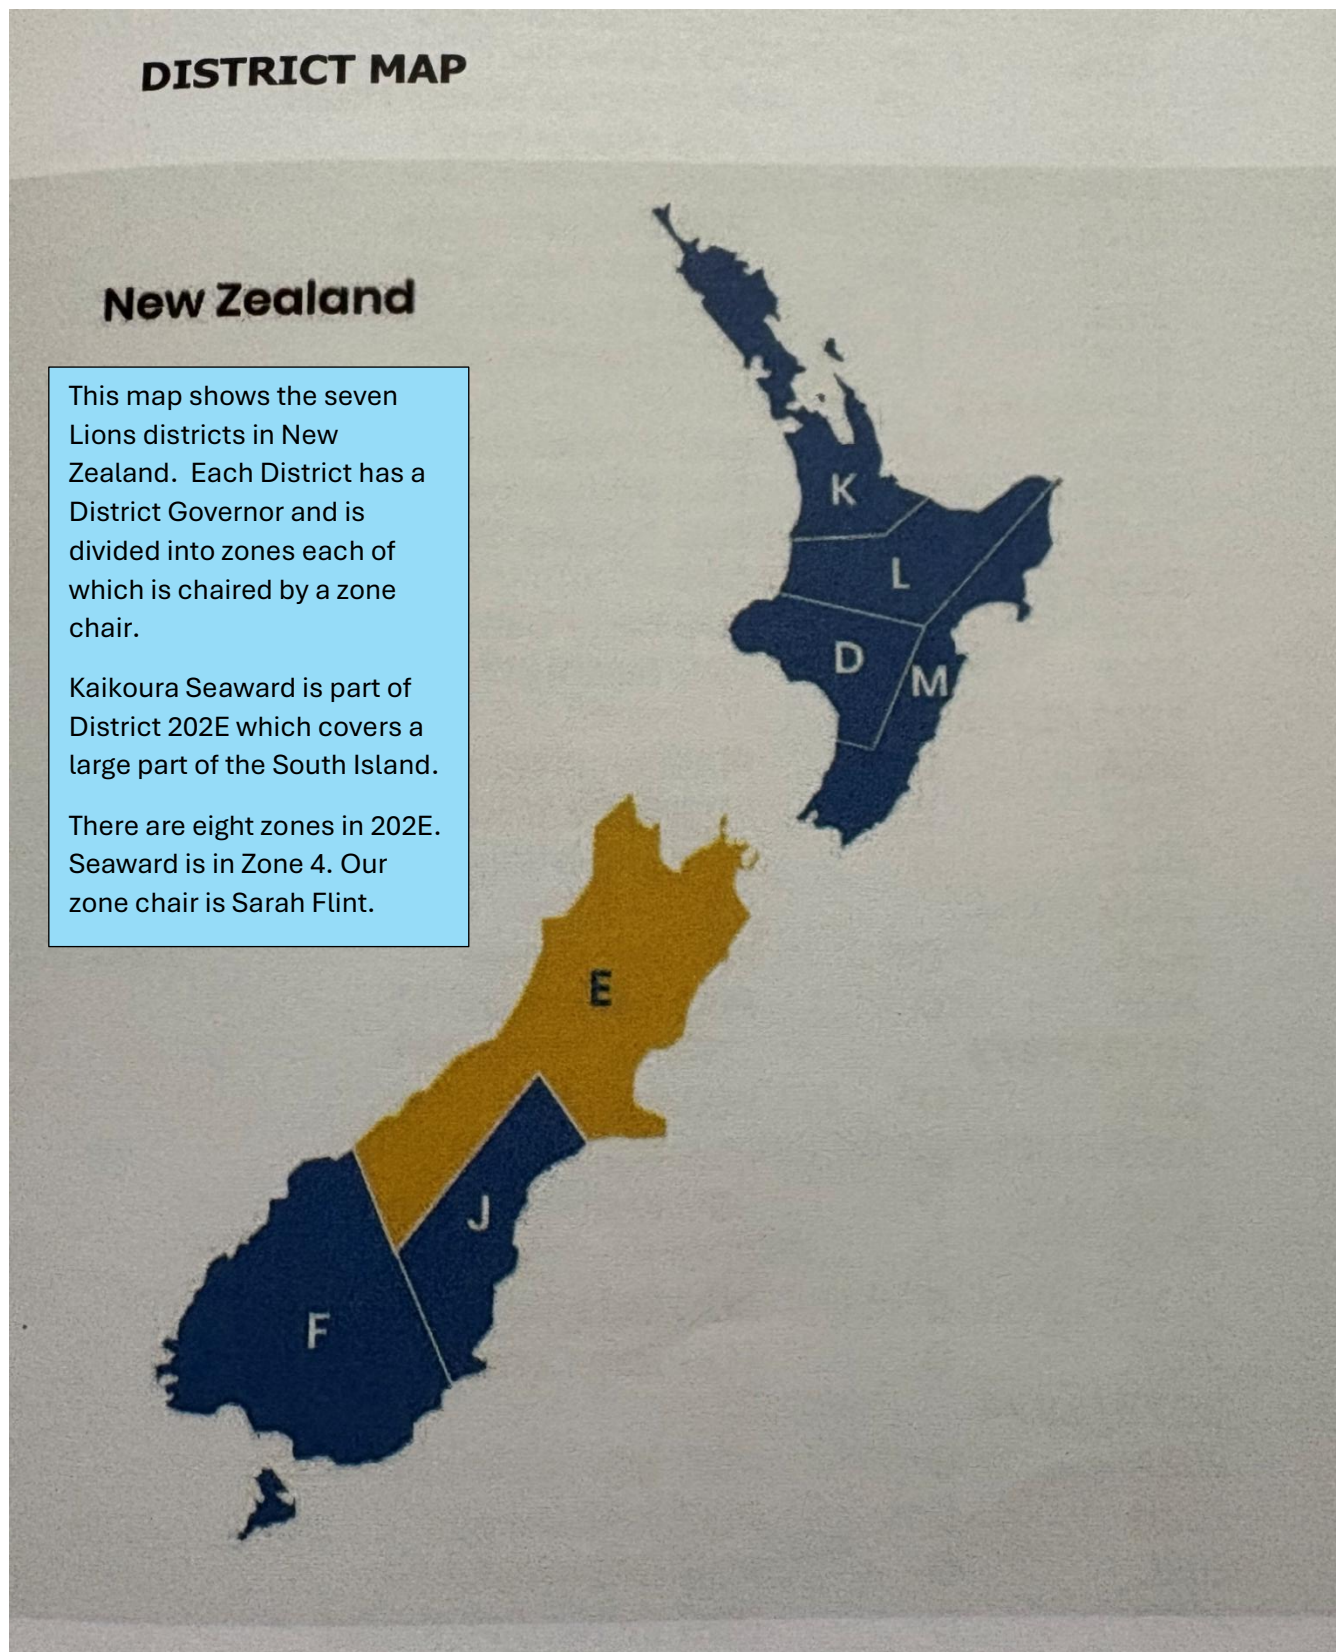 DISTRICT MAP
New Zealand
This map shows the seven
Lions districts in New
Zealand.  Each District has a
District Governor and is
divided into zones each of
which is chaired by a zone
chair.
Kaikoura Seaward is part of
District 202E which covers a
large part of the South Island.
There are eight zones in 202E.
Seaward is in Zone 4. Our
zone chair is Sarah Flint.
K
L
D
M
E
J
F